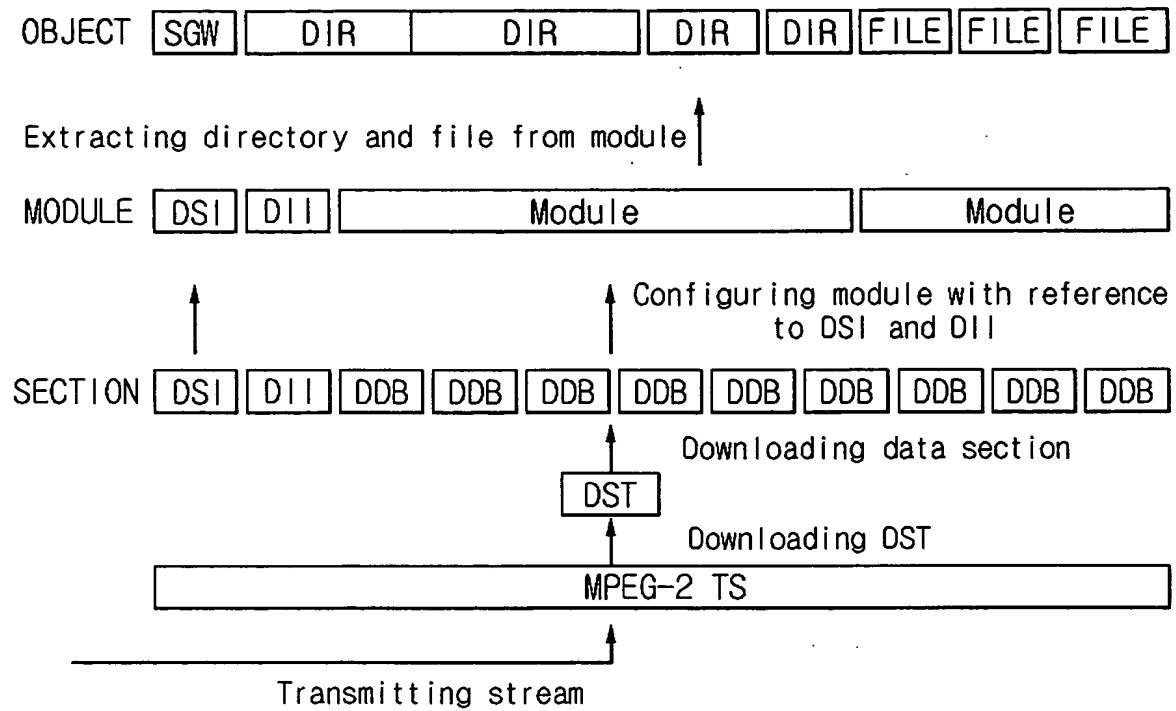 OBJECT SGW DIR DIR DIR DIR FILE FILE FILE
Extracting directory and file from module
MODULE DSI DII Module Module
Configuring module with reference
to DSI and DII
SECTION DSI DII DDB DDB DDB DDB DDB DDB DDB DDB DDB
Downloading data section
DST
Downloading DST
MPEG-2 TS
Transmitting stream